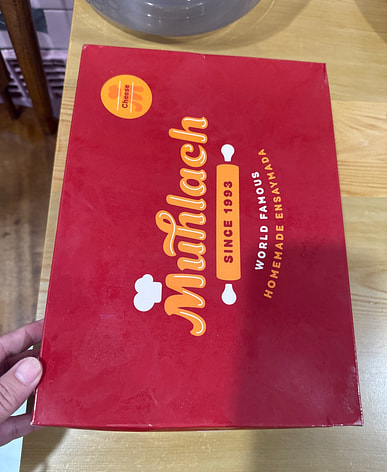 Cheese
Muhlach
SINCE 1993
WORLD FAMOUS
HOMEMADE ENSAYMADA